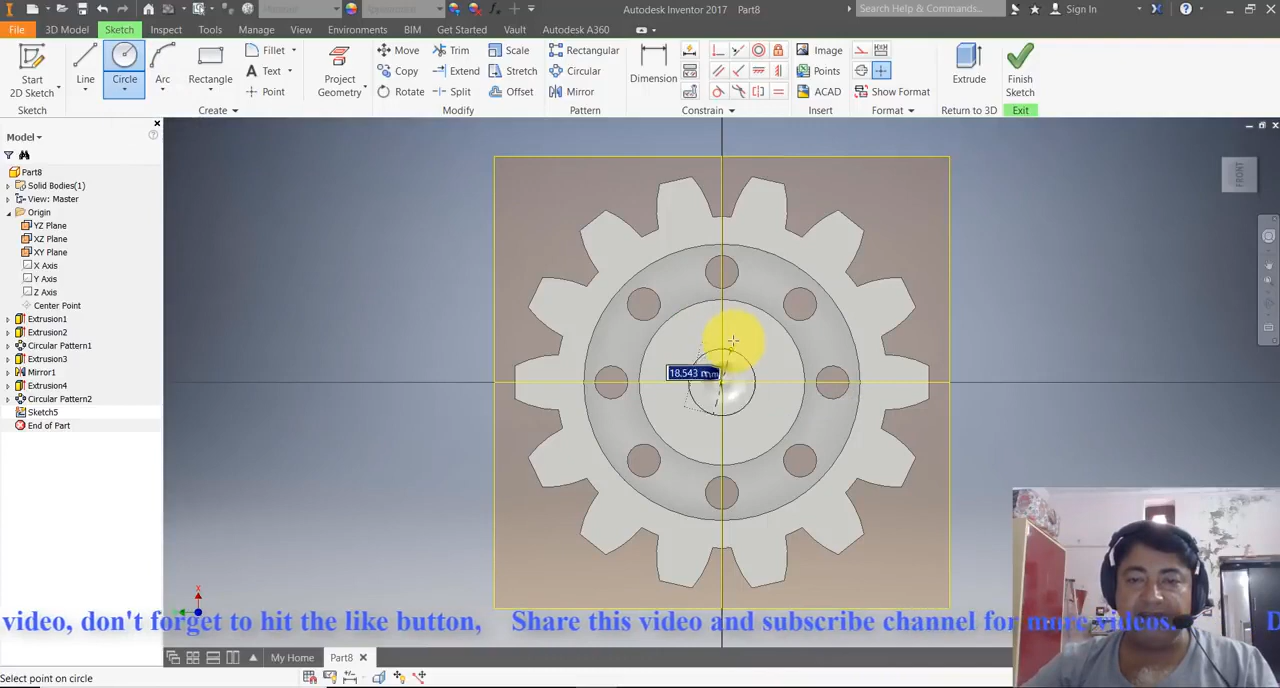 Material
Appearance
Autodesk Inventor 2017 Part8
Search Help & Commands...
Sign In
File 3D Model Sketch Inspect Tools Manage View Environments BIM Get Started Vault Autodesk A360
Start
2D Sketch
Line
Circle
Arc
Rectangle
Fillet
Text
Point
Project
Geometry
Move
Copy
Rotate
Trim
Extend
Split
Scale
Stretch
Offset
Rectangular
Circular
Mirror
Dimension
Image
Points
ACAD
Show Format
Extrude
Finish
Sketch
Sketch Create Modify Pattern Constrain Insert Format Return to 3D Exit
Model
Part8
Solid Bodies(1)
View: Master
Origin
YZ Plane
XZ Plane
XY Plane
X Axis
Y Axis
Z Axis
Center Point
Extrusion1
Extrusion2
Circular Pattern1
Extrusion3
Mirror1
Extrusion4
Circular Pattern2
Sketch5
End of Part
FRONT
18.543 mm
X
video, don't forget to hit the like button, Share this video and subscribe channel for more videos. D
My Home Part8
Select point on circle